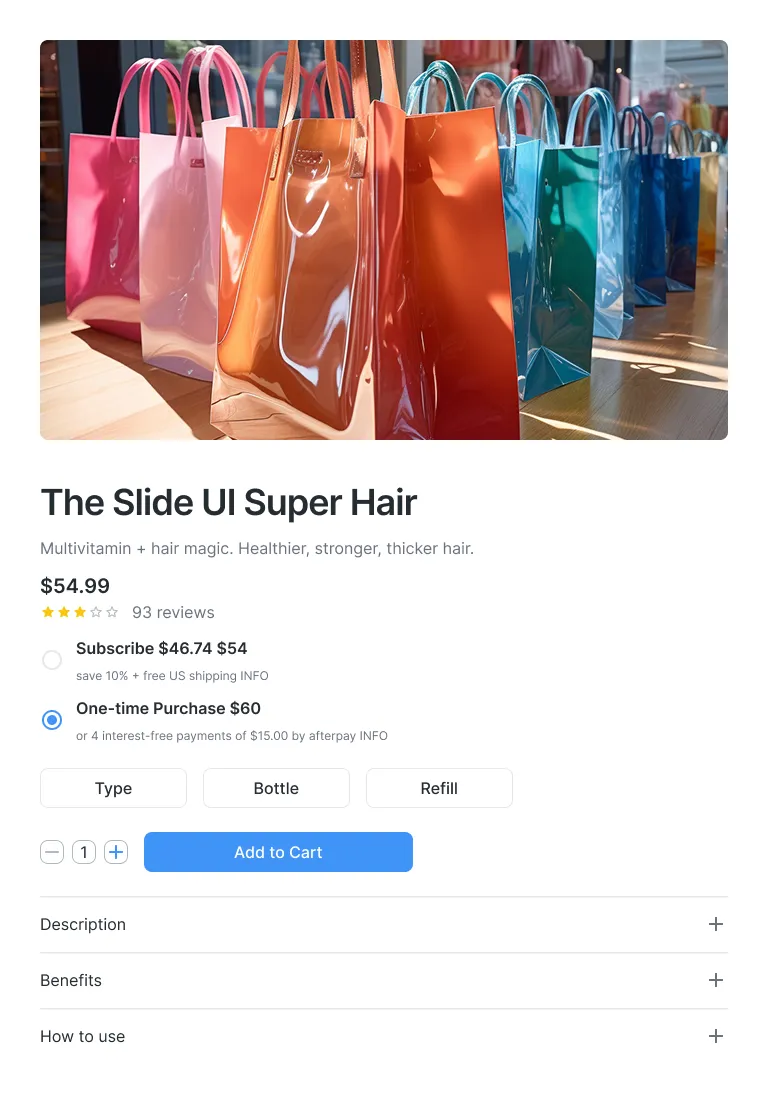 The Slide UI Super Hair
Multivitamin + hair magic. Healthier, stronger, thicker hair.
$54.99
93 reviews
Subscribe $46.74 $54
save 10% + free US shipping INFO
One-time Purchase $60
or 4 interest-free payments of $15.00 by afterpay INFO
Type Bottle Refill
1 Add to Cart
Description
Benefits
How to use